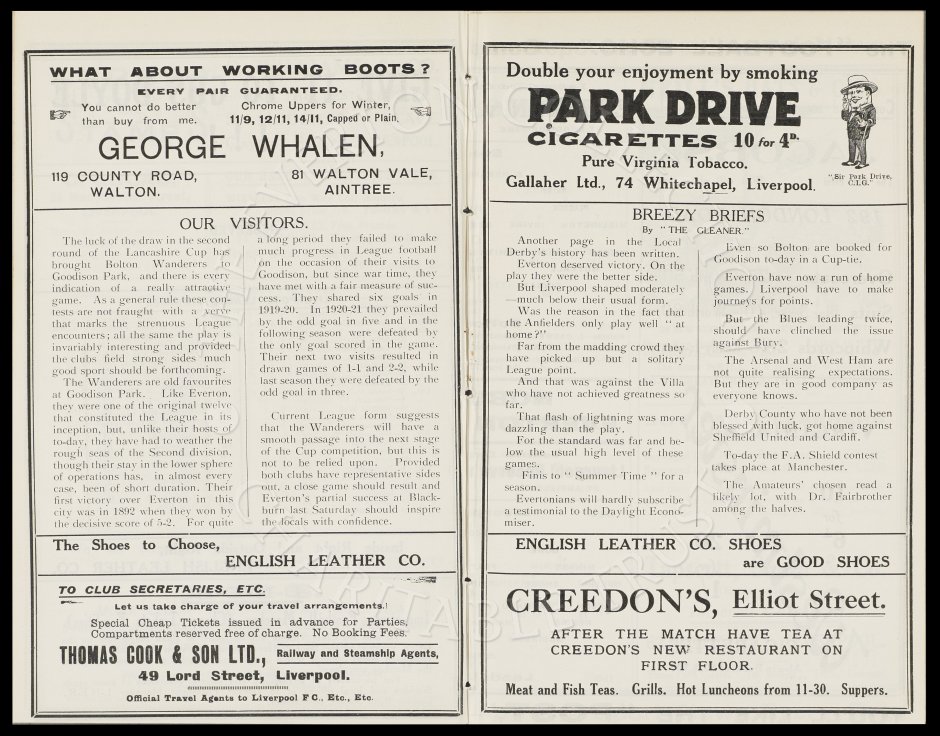 WHAT ABOUT WORKING BOOTS?
EVERY PAIR GUARANTEED.
You cannot do better
than buy from me.
Chrome Uppers for Winter,
11/9, 12/11, 14/11, Capped or Plain.
GEORGE WHALEN,
119 COUNTY ROAD,
WALTON.
81 WALTON VALE,
AINTREE.
OUR VISITORS.
The luck of the draw in the second
round of the Lancashire Cup has
brought Bolton Wanderers to
Goodison Park, and there is every
indication of a really attractive
game. As a general rule these con-
tests are not fraught with a verve
that marks the strenuous League
encounters; all the same the play is
invariably interesting and provided
the clubs field strong sides much
good sport should be forthcoming.
The Wanderers are old favourites
at Goodison Park. Like Everton,
they were one of the original twelve
that constituted the League in its
inception, but, unlike their hosts of
to-day, they have had to weather the
rough seas of the Second division,
though their stay in the lower sphere
of operations has, in almost every
case, been of short duration. Their
first victory over Everton in this
city was in 1892 when they won by
the decisive score of 5-2. For quite
a long period they failed to make
much progress in League football
on the occasion of their visits to
Goodison, but since war time, they
have met with a fair measure of suc-
cess. They shared six goals in
1919-20. In 1920-21 they prevailed
by the odd goal in five and in the
following season were defeated by
the only goal scored in the game.
Their next two visits resulted in
drawn games of 1-1 and 2-2, while
last season they were defeated by the
odd goal in three.
Current League form suggests
that the Wanderers will have a
smooth passage into the next stage
of the Cup competition, but this is
not to be relied upon. Provided
both clubs have representative sides
out, a close game should result and
Everton's partial success at Black-
burn last Saturday should inspire
the locals with confidence.
The Shoes to Choose,
ENGLISH LEATHER CO.
TO CLUB SECRETARIES, ETC.
Let us take charge of your travel arrangements.
Special Cheap Tickets issued in advance for Parties.
Compartments reserved free of charge. No Booking Fees.
THOMAS COOK & SON LTD., Railway and Steamship Agents,
49 Lord Street, Liverpool.
Official Travel Agents to Liverpool F C., Etc., Etc.
Double your enjoyment by smoking
PARK DRIVE
CIGARETTES 10 for 4D.
Pure Virginia Tobacco.
Gallaher Ltd., 74 Whitechapel, Liverpool.
"Sir Park Drive,
C.I.G."
BREEZY BRIEFS
By "THE GLEANER."
Another page in the Local
Derby's history has been written.
Everton deserved victory. On the
play they were the better side.
But Liverpool shaped moderately
—much below their usual form.
Was the reason in the fact that
the Anfielders only play well "at
home?"
Far from the madding crowd they
have picked up but a solitary
League point.
And that was against the Villa
who have not achieved greatness so
far.
That flash of lightning was more
dazzling than the play.
For the standard was far and be-
low the usual high level of these
games.
Finis to "Summer Time" for a
season.
Evertonians will hardly subscribe
a testimonial to the Daylight Econo-
miser.
Even so Bolton are booked for
Goodison to-day in a Cup-tie.
Everton have now a run of home
games. Liverpool have to make
journeys for points.
But the Blues leading twice,
should have clinched the issue
against Bury.
The Arsenal and West Ham are
not quite realising expectations.
But they are in good company as
everyone knows.
Derby County who have not been
blessed with luck, got home against
Sheffield United and Cardiff.
To-day the F.A. Shield contest
takes place at Manchester.
The Amateurs' chosen read a
likely lot, with Dr. Fairbrother
among the halves.
ENGLISH LEATHER CO. SHOES
are GOOD SHOES
CREEDON'S, Elliot Street.
AFTER THE MATCH HAVE TEA AT
CREEDON'S NEW RESTAURANT ON
FIRST FLOOR.
Meat and Fish Teas. Grills. Hot Luncheons from 11-30. Suppers.